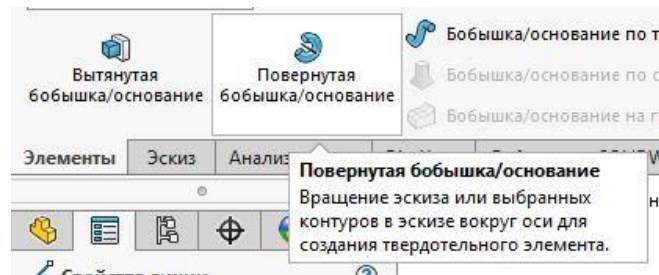 Вытянутая
бобышка/основание
Повернутая
бобышка/основание
Бобышка/основание по
Бобышка/основание по
Бобышка/основание на
Элементы Эскиз Анализ
Повернутая бобышка/основание
Вращение эскиза или выбранных
контуров в эскизе вокруг оси для
создания твердотельного элемента.